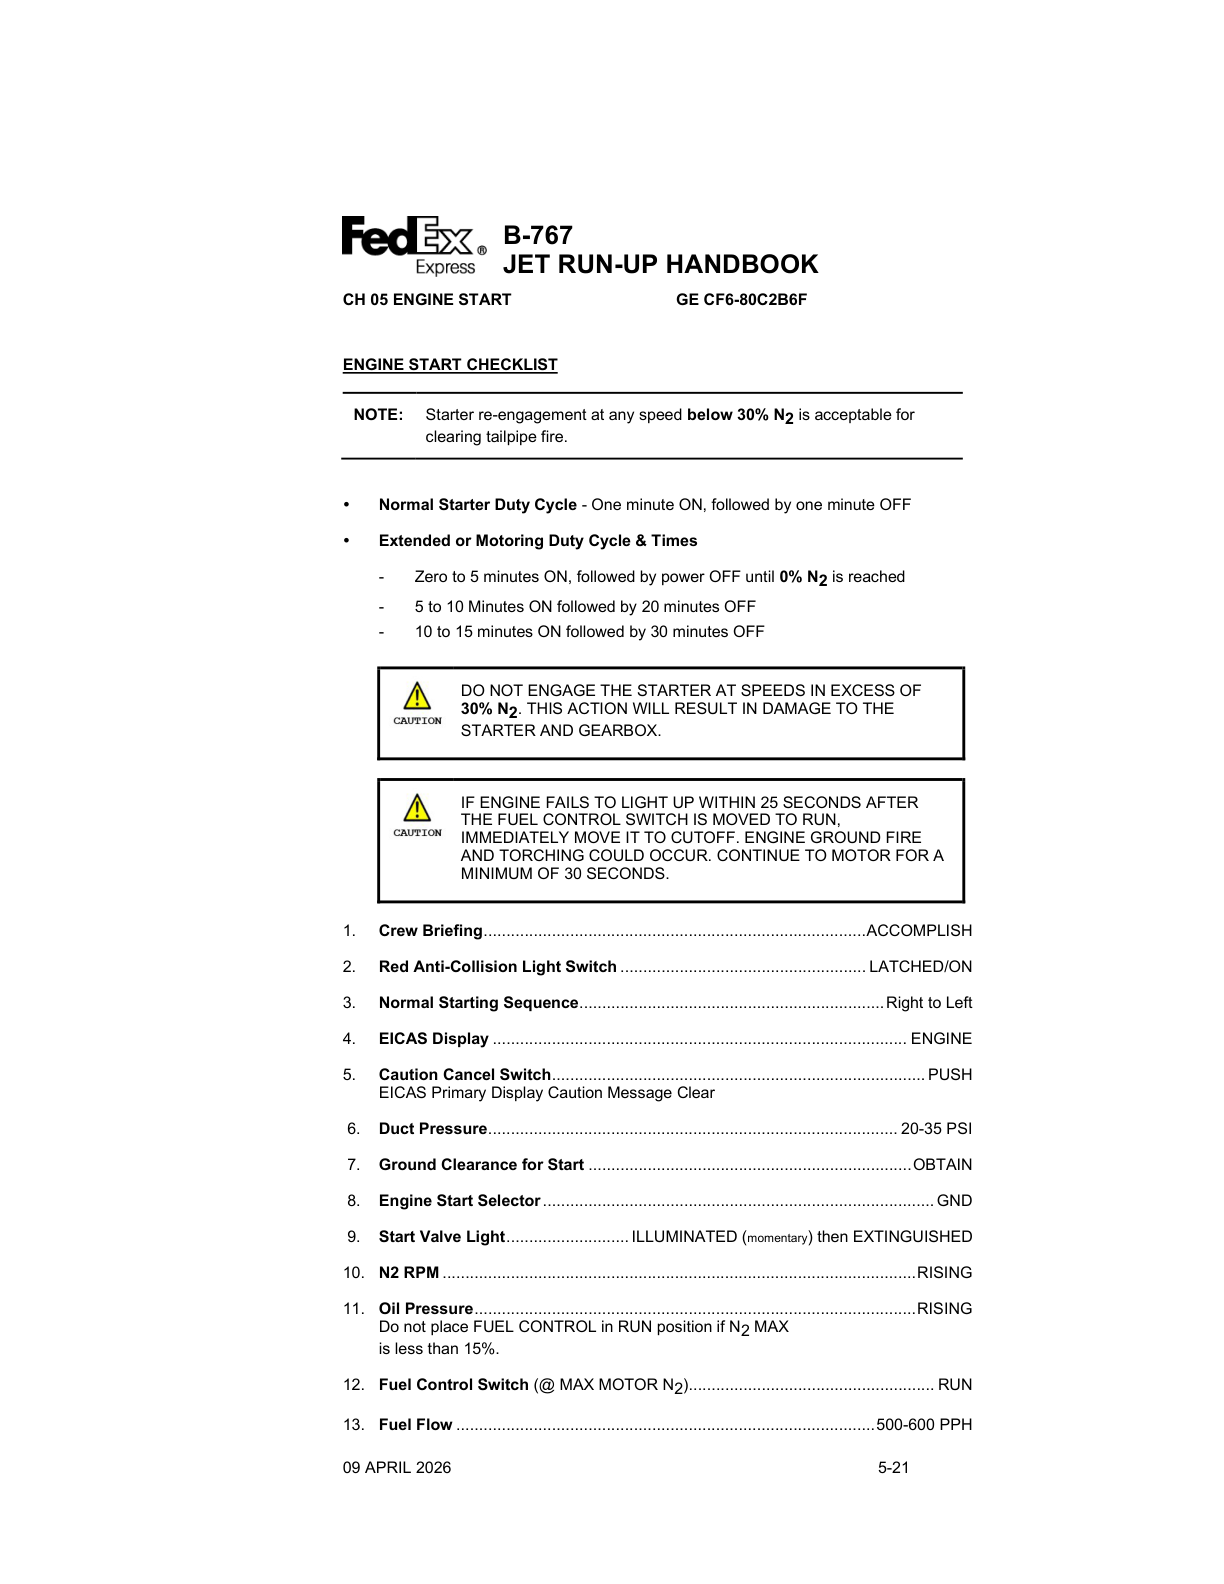 FedEx ® B-767
Express JET RUN-UP HANDBOOK
CH 05 ENGINE START GE CF6-80C2B6F
ENGINE START CHECKLIST
NOTE: Starter re-engagement at any speed below 30% N2 is acceptable for
clearing tailpipe fire.
• Normal Starter Duty Cycle - One minute ON, followed by one minute OFF
• Extended or Motoring Duty Cycle & Times
- Zero to 5 minutes ON, followed by power OFF until 0% N2 is reached
- 5 to 10 Minutes ON followed by 20 minutes OFF
- 10 to 15 minutes ON followed by 30 minutes OFF
CAUTION
DO NOT ENGAGE THE STARTER AT SPEEDS IN EXCESS OF
30% N2. THIS ACTION WILL RESULT IN DAMAGE TO THE
STARTER AND GEARBOX.
CAUTION
IF ENGINE FAILS TO LIGHT UP WITHIN 25 SECONDS AFTER
THE FUEL CONTROL SWITCH IS MOVED TO RUN,
IMMEDIATELY MOVE IT TO CUTOFF. ENGINE GROUND FIRE
AND TORCHING COULD OCCUR. CONTINUE TO MOTOR FOR A
MINIMUM OF 30 SECONDS.
1. Crew Briefing....................................................................................ACCOMPLISH
2. Red Anti-Collision Light Switch ...................................................... LATCHED/ON
3. Normal Starting Sequence...................................................................Right to Left
4. EICAS Display ........................................................................................... ENGINE
5. Caution Cancel Switch.................................................................................. PUSH
EICAS Primary Display Caution Message Clear
6. Duct Pressure.......................................................................................... 20-35 PSI
7. Ground Clearance for Start .......................................................................OBTAIN
8. Engine Start Selector...................................................................................... GND
9. Start Valve Light........................... ILLUMINATED (momentary) then EXTINGUISHED
10. N2 RPM ........................................................................................................RISING
11. Oil Pressure.................................................................................................RISING
Do not place FUEL CONTROL in RUN position if N2 MAX
is less than 15%.
12. Fuel Control Switch (@ MAX MOTOR N2)...................................................... RUN
13. Fuel Flow ............................................................................................500-600 PPH
09 APRIL 2026 5-21